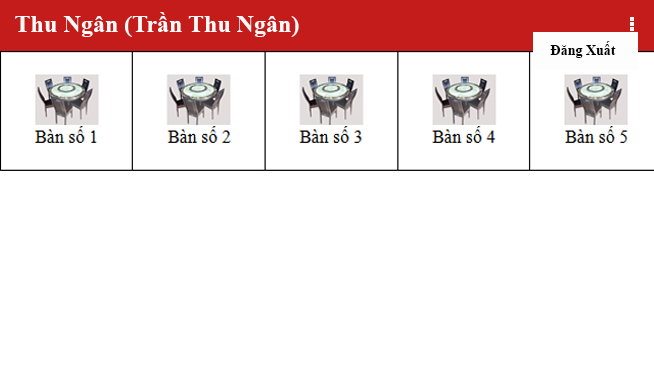 Thu Ngân (Trần Thu Ngân)
Đăng Xuất
Bàn số 1
Bàn số 2
Bàn số 3
Bàn số 4
Bàn số 5